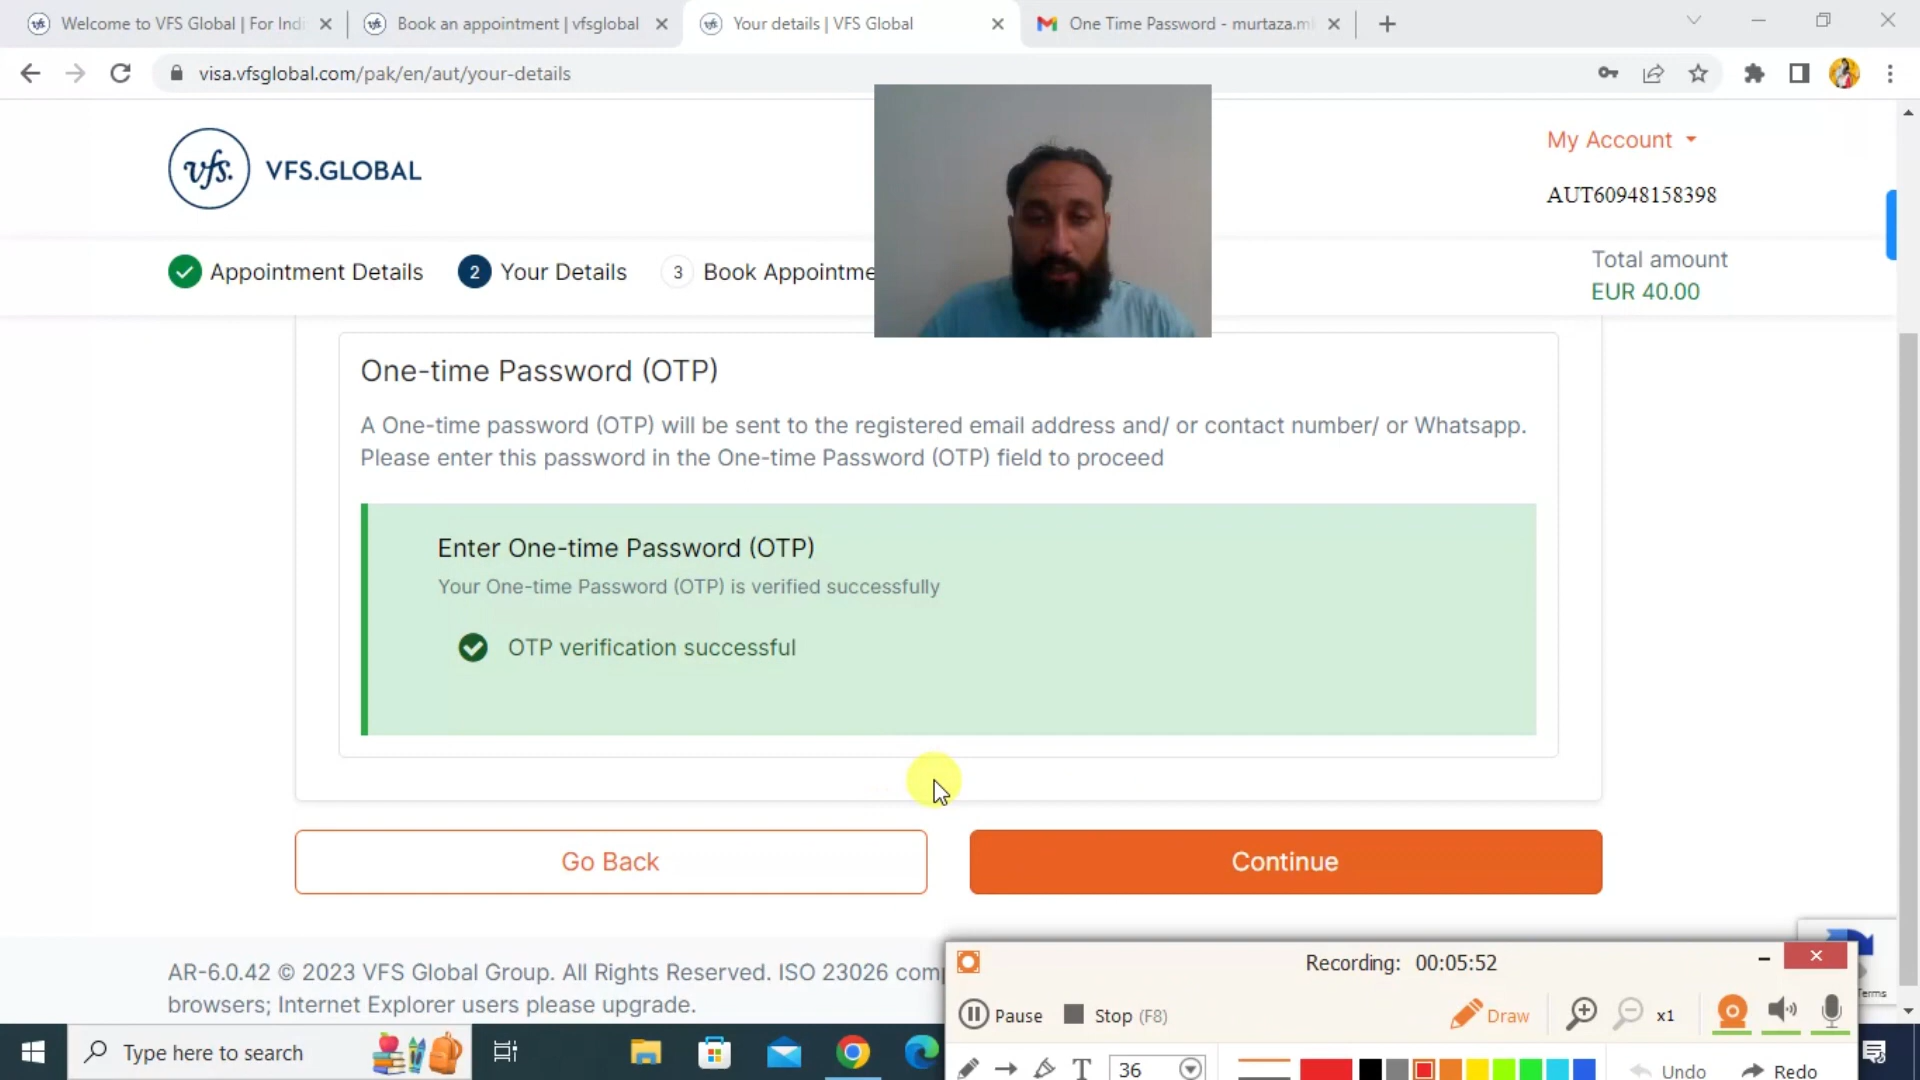 Welcome to VFS Global | For Indi
Book an appointment | vfsglobal
Your details | VFS Global
One Time Password - murtaza.m
visa.vfsglobal.com/pak/en/aut/your-details
vfs.
VFS.GLOBAL
My Account
AUT60948158398
Appointment Details
2 Your Details
3 Book Appointme
Total amount
EUR 40.00
One-time Password (OTP)
A One-time password (OTP) will be sent to the registered email address and/ or contact number/ or Whatsapp.
Please enter this password in the One-time Password (OTP) field to proceed
Enter One-time Password (OTP)
Your One-time Password (OTP) is verified successfully
OTP verification successful
Go Back
Continue
AR-6.0.42 © 2023 VFS Global Group. All Rights Reserved. ISO 23026 com
browsers; Internet Explorer users please upgrade.
Terms
Recording: 00:05:52
Pause
Stop (F8)
Draw
x1
T
36
Undo
Redo
Type here to search